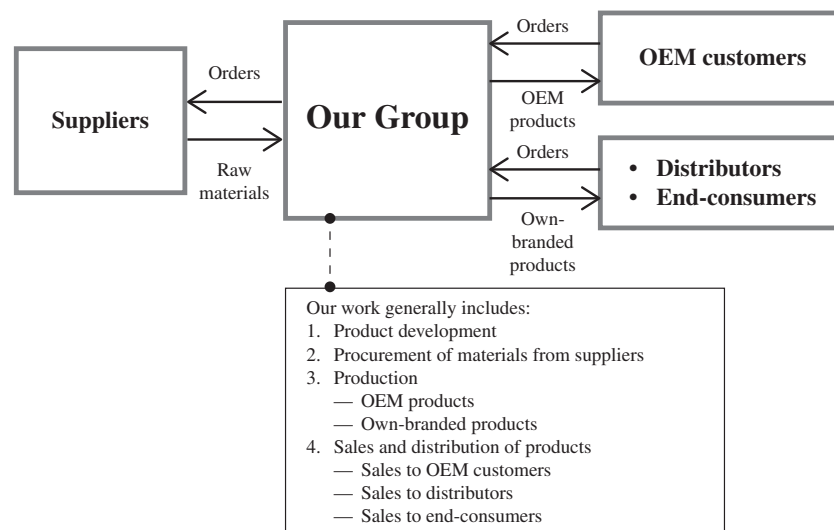 Suppliers
Orders
Raw
materials
Our Group
Orders
OEM
products
OEM customers
Orders
Own-
branded
products
• Distributors
• End-consumers
Our work generally includes:
1. Product development
2. Procurement of materials from suppliers
3. Production
— OEM products
— Own-branded products
4. Sales and distribution of products
— Sales to OEM customers
— Sales to distributors
— Sales to end-consumers